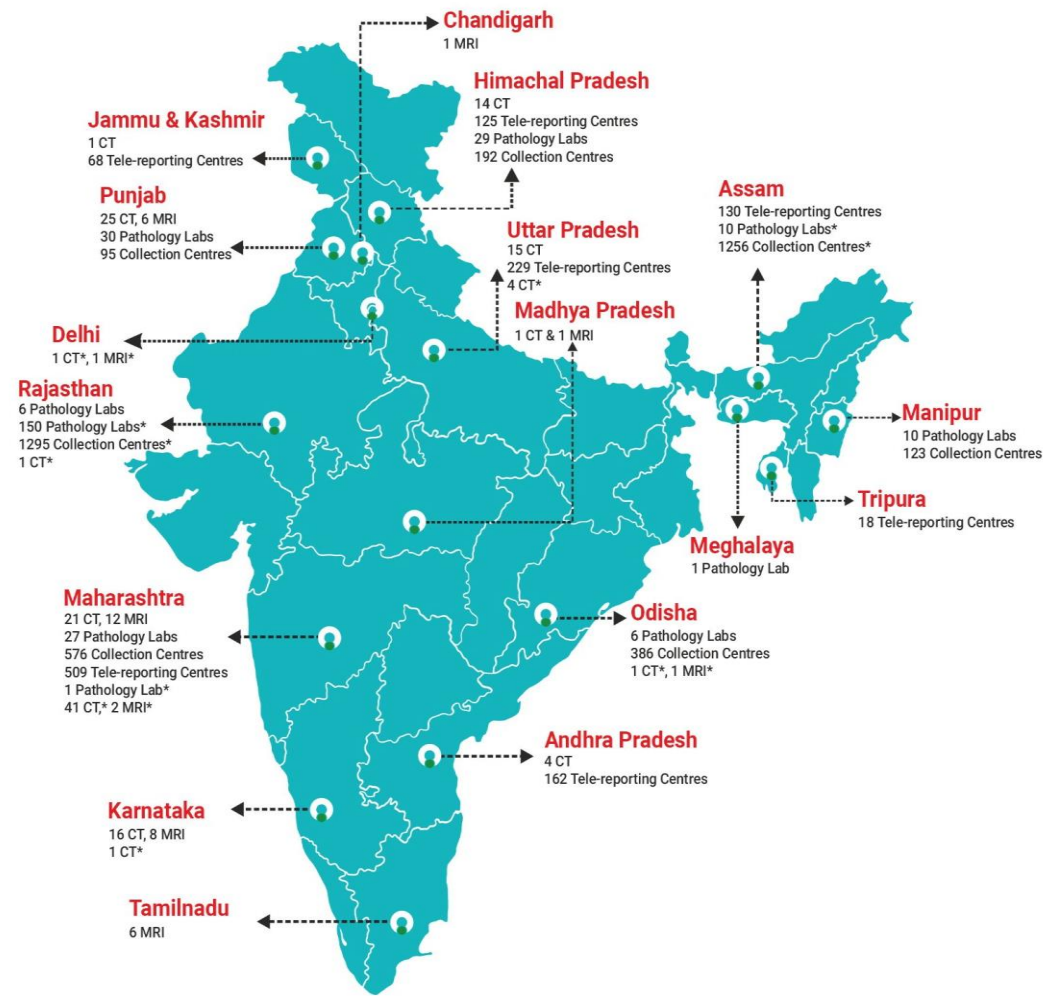 Chandigarh
1 MRI
Himachal Pradesh
14 CT
125 Tele-reporting Centres
29 Pathology Labs
192 Collection Centres
Jammu & Kashmir
1 CT
68 Tele-reporting Centres
Punjab
25 CT, 6 MRI
30 Pathology Labs
95 Collection Centres
Assam
130 Tele-reporting Centres
10 Pathology Labs*
1256 Collection Centres*
Uttar Pradesh
15 CT
229 Tele-reporting Centres
4 CT*
Madhya Pradesh
1 CT & 1 MRI
Delhi
1 CT*, 1 MRI*
Rajasthan
6 Pathology Labs
150 Pathology Labs*
1295 Collection Centres*
1 CT*
Manipur
10 Pathology Labs
123 Collection Centres
Tripura
18 Tele-reporting Centres
Meghalaya
1 Pathology Lab
Maharashtra
21 CT, 12 MRI
27 Pathology Labs
576 Collection Centres
509 Tele-reporting Centres
1 Pathology Lab*
41 CT,* 2 MRI*
Odisha
6 Pathology Labs
386 Collection Centres
1 CT*, 1 MRI*
Andhra Pradesh
4 CT
162 Tele-reporting Centres
Karnataka
16 CT, 8 MRI
1 CT*
Tamilnadu
6 MRI